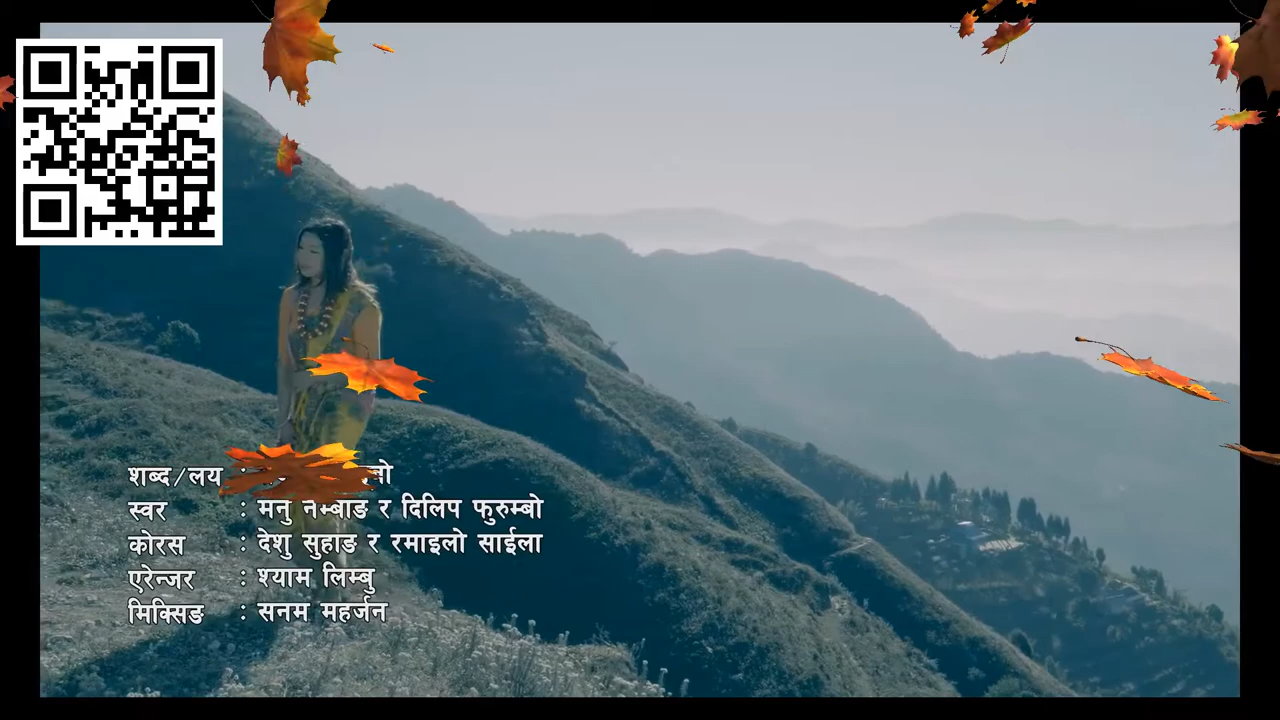 शब्द/लय :
स्वर : मनु नेम्बाङ र दिलिप फुरुम्बो
कोरस : देशु सुहाङ र रमाइलो साईला
एरेन्जर : श्याम लिम्बु
मिक्सिङ : सनम महर्जन